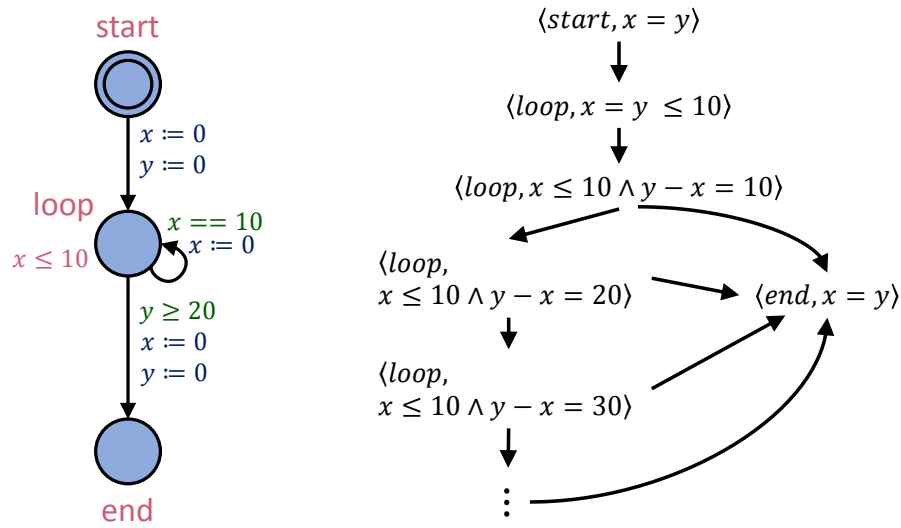 start
x ≔ 0
y ≔ 0
loop
x == 10
x ≤ 10
x ≔ 0
y ≥ 20
x ≔ 0
y ≔ 0
end
⟨start, x = y⟩
⟨loop, x = y ≤ 10⟩
⟨loop, x ≤ 10 ∧ y − x = 10⟩
⟨loop,
x ≤ 10 ∧ y − x = 20⟩
⟨end, x = y⟩
⟨loop,
x ≤ 10 ∧ y − x = 30⟩
⋮